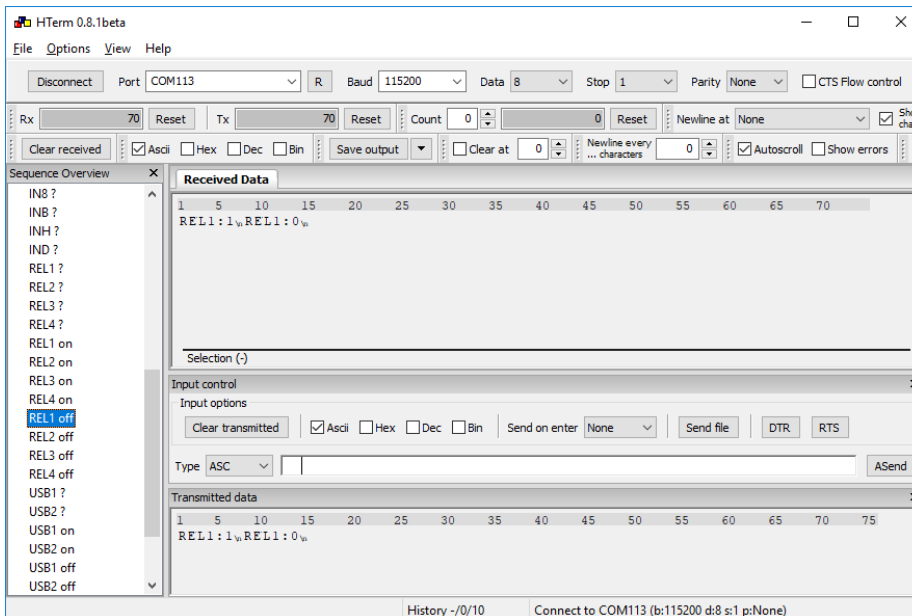 HTerm 0.8.1beta
File Options View Help
Disconnect Port COM113 R Baud 115200 Data 8 Stop 1 Parity None CTS Flow control
Rx 70 Reset Tx 70 Reset Count 0 0 Reset Newline at None
Clear received Ascii Hex Dec Bin Save output Clear at 0 Newline every ... characters 0 Autoscroll Show errors
Sequence Overview
IN8 ?
INB ?
INH ?
IND ?
REL1 ?
REL2 ?
REL3 ?
REL4 ?
REL1 on
REL2 on
REL3 on
REL4 on
REL1 off
REL2 off
REL3 off
REL4 off
USB1 ?
USB2 ?
USB1 on
USB2 on
USB1 off
USB2 off
Received Data
1 5 10 15 20 25 30 35 40 45 50 55 60 65 70
REL1:1\nREL1:0\n
Selection (-)
Input control
Input options
Clear transmitted Ascii Hex Dec Bin Send on enter None Send file DTR RTS
Type ASC ASend
Transmitted data
1 5 10 15 20 25 30 35 40 45 50 55 60 65 70 75
REL1:1\nREL1:0\n
History -/0/10 Connect to COM113 (b:115200 d:8 s:1 p:None)